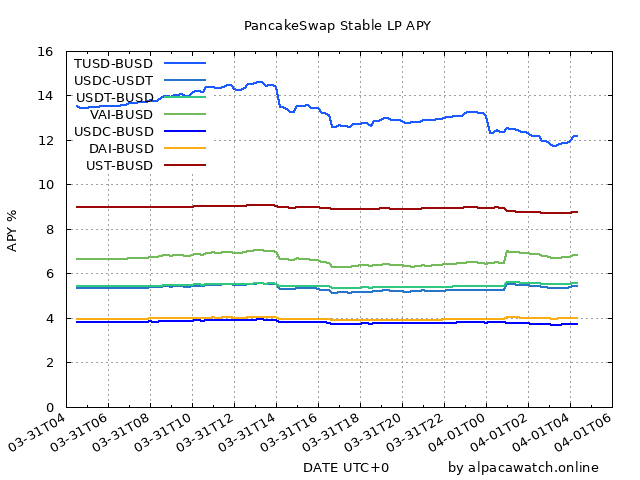 PancakeSwap Stable LP APY
16
14
12
10
8
6
4
2
0
APY %
TUSD-BUSD
USDC-USDT
USDT-BUSD
VAI-BUSD
USDC-BUSD
DAI-BUSD
UST-BUSD
03-31T04
03-31T06
03-31T08
03-31T10
03-31T12
03-31T14
03-31T16
03-31T18
03-31T20
03-31T22
04-01T00
04-01T02
04-01T04
04-01T06
DATE UTC+0
by alpacawatch.online